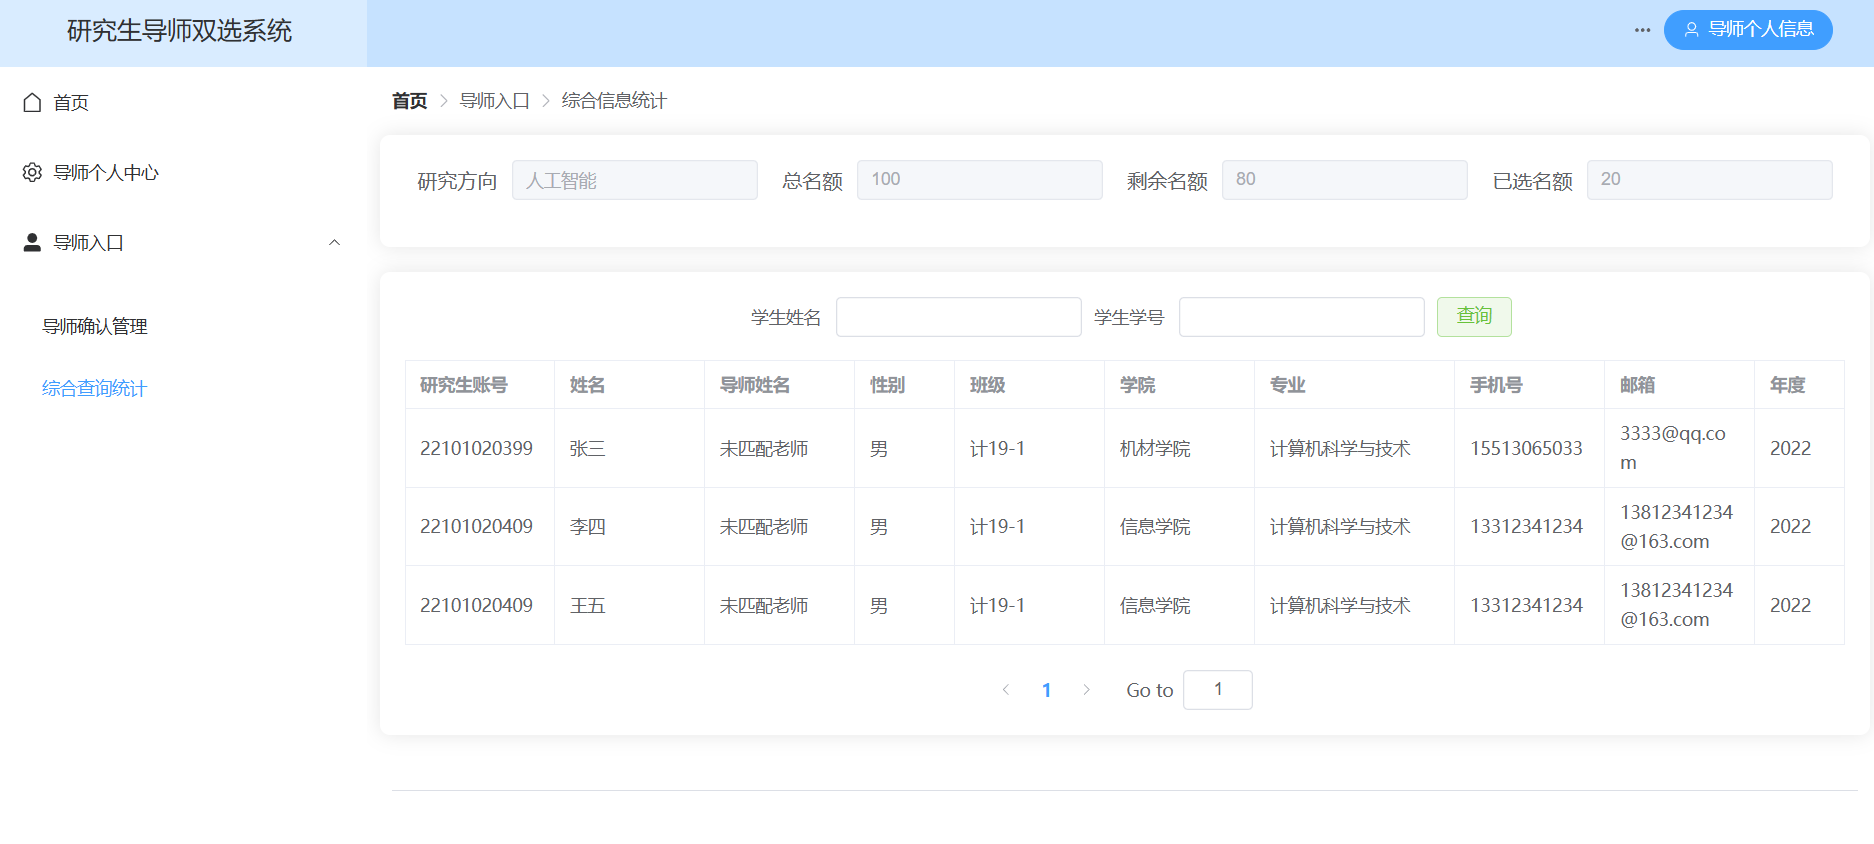 研究生导师双选系统
导师个人信息
首页
导师个人中心
导师入口
导师确认管理
综合查询统计
首页 导师入口 综合信息统计
研究方向 人工智能 总名额 100 剩余名额 80 已选名额 20
学生姓名 学生学号 查询
研究生账号 姓名 导师姓名 性别 班级 学院 专业 手机号 邮箱 年度
22101020399 张三 未匹配老师 男 计19-1 机材学院 计算机科学与技术 15513065033 3333@qq.co
m 2022
22101020409 李四 未匹配老师 男 计19-1 信息学院 计算机科学与技术 13312341234 13812341234
@163.com 2022
22101020409 王五 未匹配老师 男 计19-1 信息学院 计算机科学与技术 13312341234 13812341234
@163.com 2022
1 Go to 1